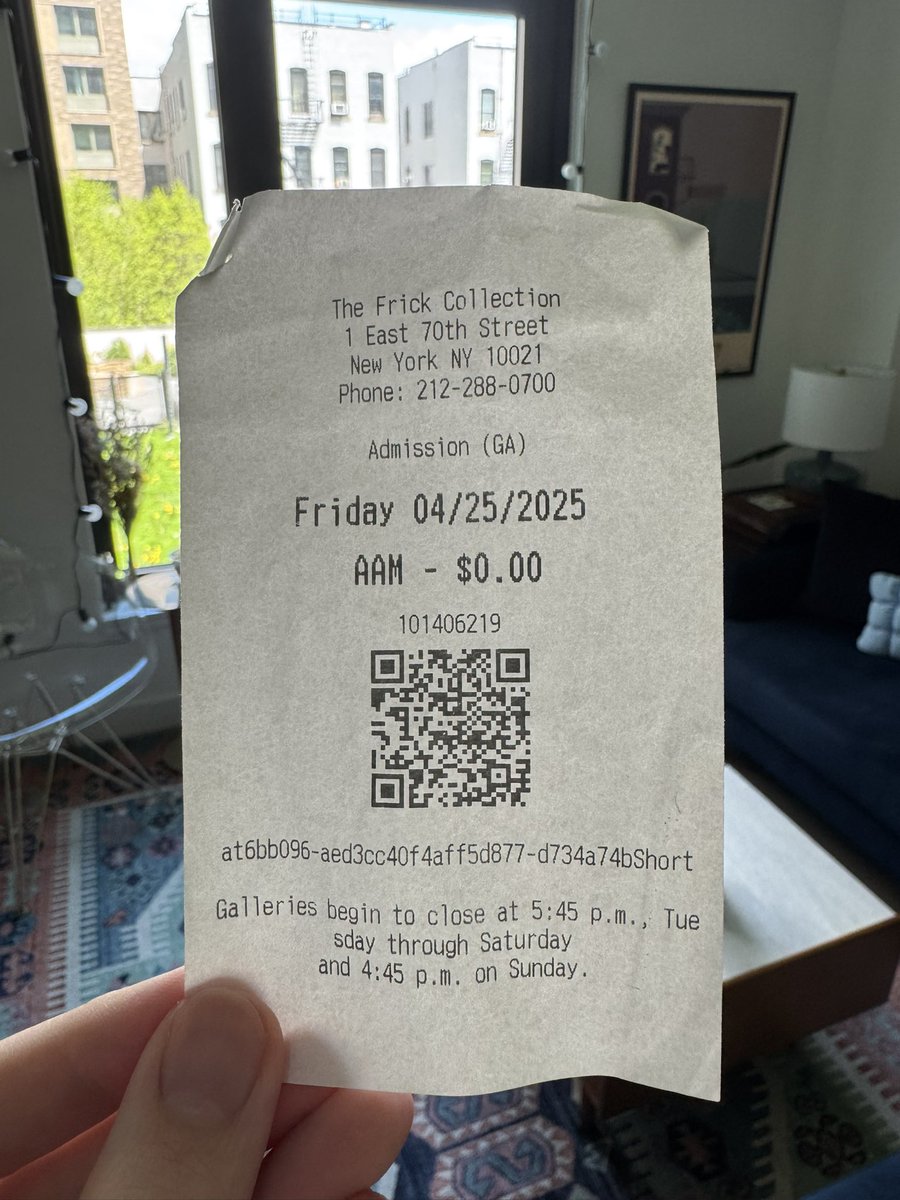 The Frick Collection
1 East 70th Street
New York NY 10021
Phone: 212-288-0700
Admission (GA)
Friday 04/25/2025
AAM - $0.00
101406219
at6bb096-aed3cc40f4aff5d877-d734a74bShort
Galleries begin to close at 5:45 p.m., Tue
sday through Saturday
and 4:45 p.m. on Sunday.